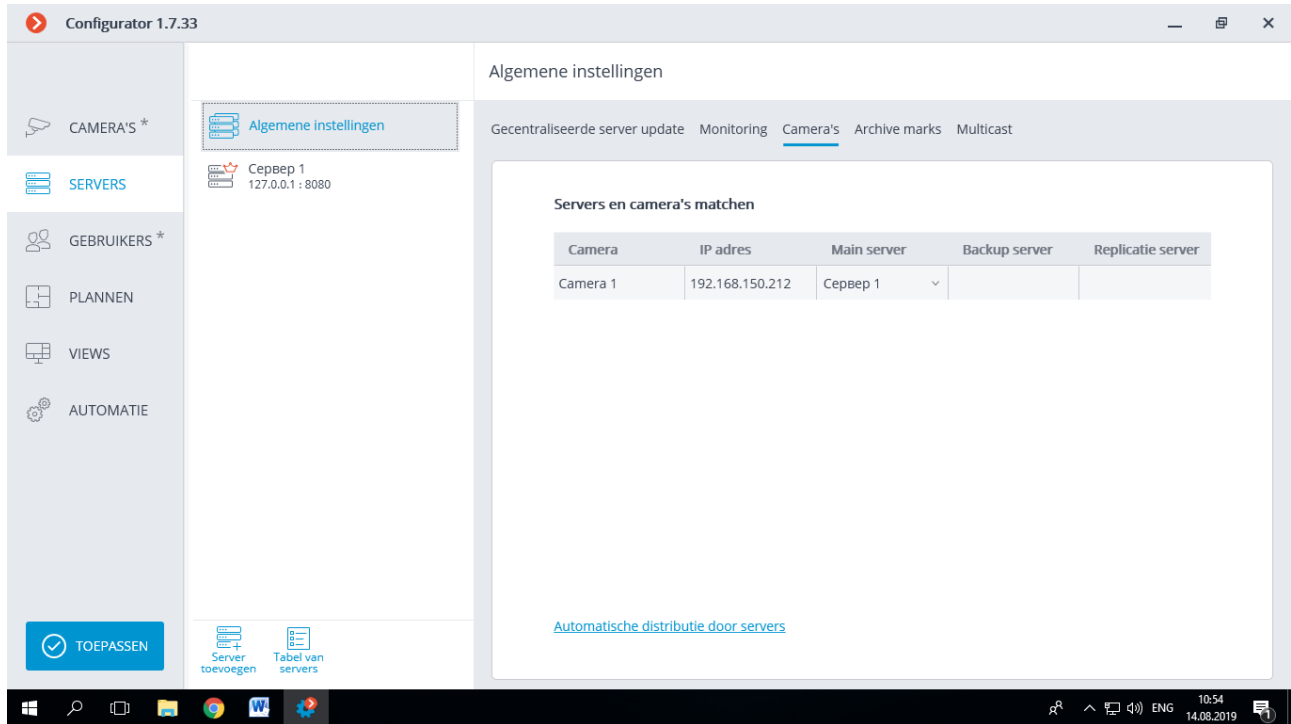 Configurator 1.7.33
Algemene instellingen
CAMERA'S *
SERVERS
GEBRUIKERS *
PLANNEN
VIEWS
AUTOMATIE
TOEPASSEN
Algemene instellingen
Сервер 1
127.0.0.1 : 8080
Server toevoegen
Tabel van servers
Gecentraliseerde server update Monitoring Camera's Archive marks Multicast
Servers en camera's matchen
Camera IP adres Main server Backup server Replicatie server
Camera 1 192.168.150.212 Сервер 1
Automatische distributie door servers
ENG
10:54
14.08.2019
1